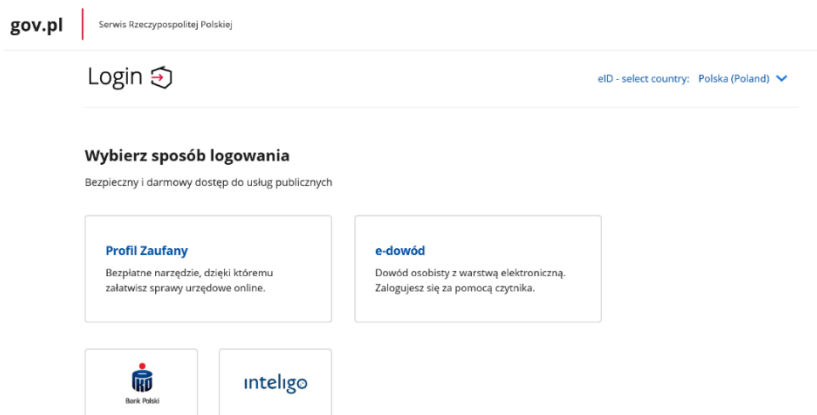 gov.pl
Serwis Rzeczypospolitej Polskiej
Login
eID - select country: Polska (Poland)
Wybierz sposób logowania
Bezpieczny i darmowy dostęp do usług publicznych
Profil Zaufany
Bezpłatne narzędzie, dzięki któremu
załatwisz sprawy urzędowe online.
e-dowód
Dowód osobisty z warstwą elektroniczną.
Zalogujesz się za pomocą czytnika.
PKO
Bank Polski
inteligo